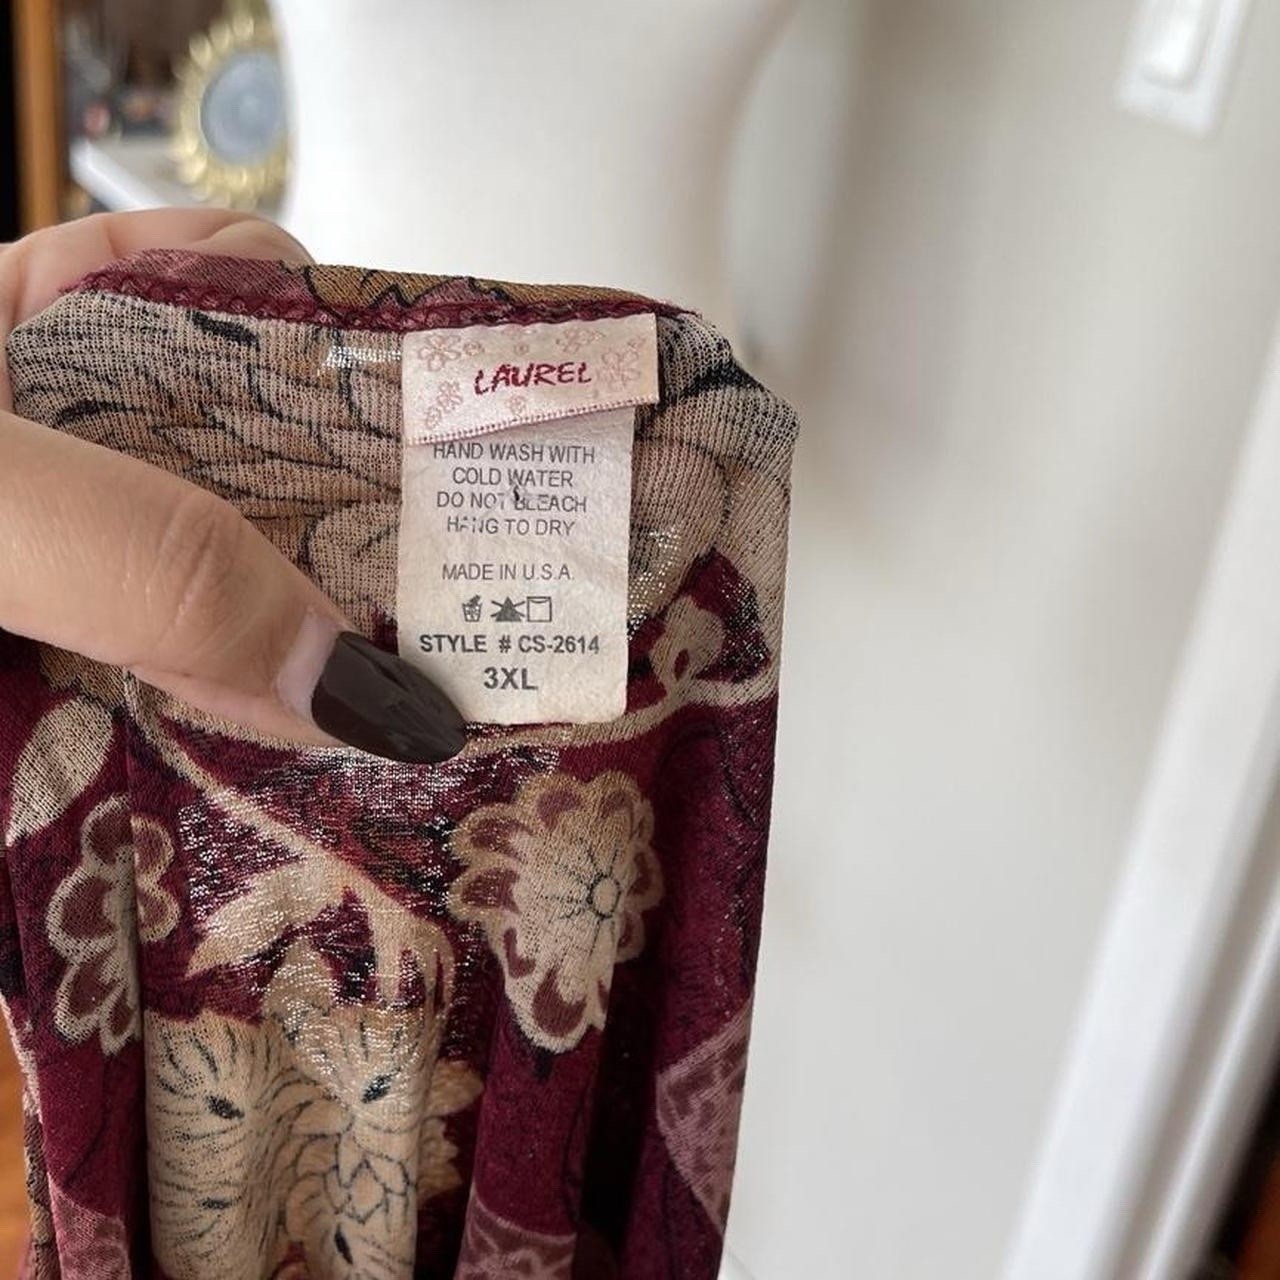 LAUREL
HAND WASH WITH
COLD WATER
DO NOT BLEACH
HANG TO DRY
MADE IN U.S.A.
STYLE # CS-2614
3XL